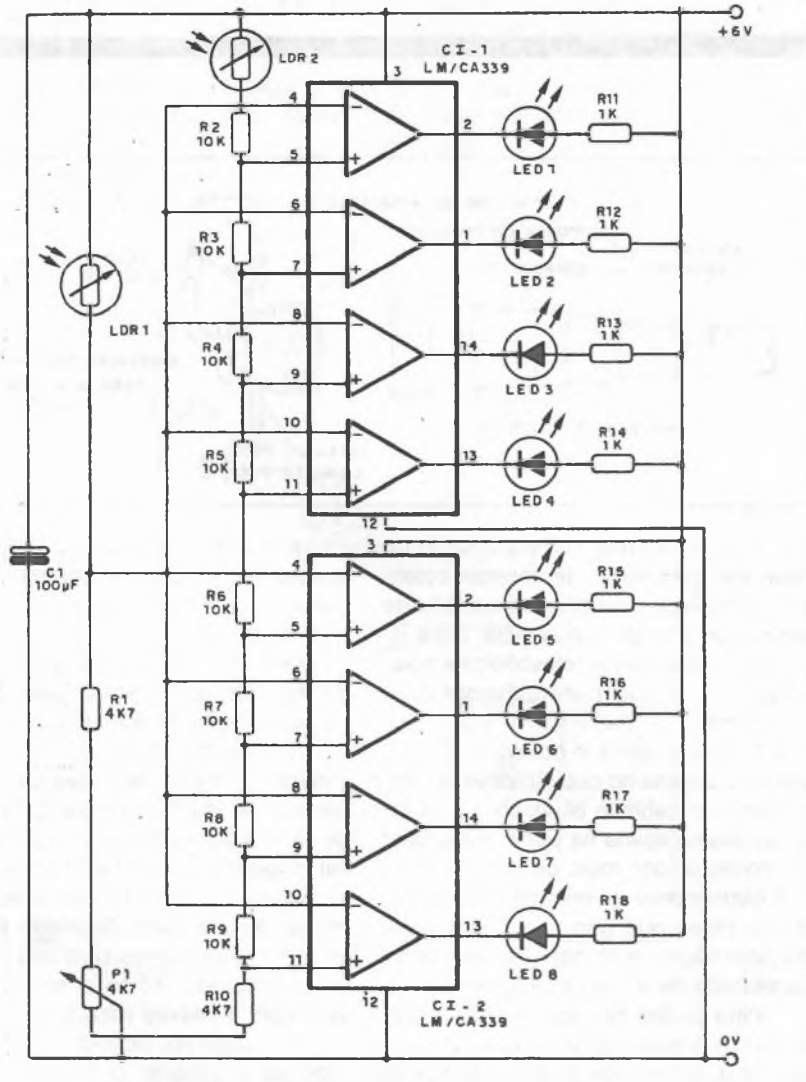 +6V
LDR 2
CI-1
LM/CA339
3
4
R2
10K
5
2
LED 1
R11
1K
6
R3
10K
7
1
LED 2
R12
1K
LDR 1
8
R4
10K
9
14
LED 3
R13
1K
10
R5
10K
11
13
LED 4
R14
1K
12
3
C1
100µF
4
R6
10K
5
2
LED 5
R15
1K
6
R1
4K7
R7
10K
7
1
LED 6
R16
1K
8
R8
10K
9
14
LED 7
R17
1K
10
R9
10K
11
13
LED 8
R18
1K
P1
4K7
R10
4K7
12
CI-2
LM/CA339
0V